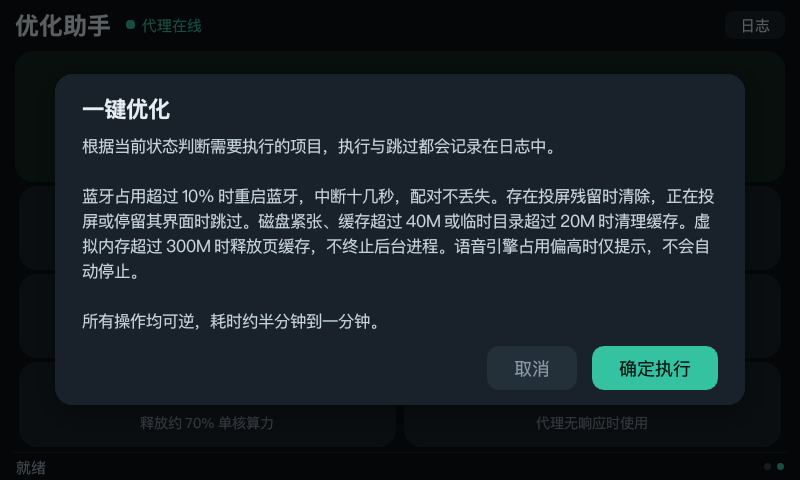 优化助手
代理在线
日志
一键优化
根据当前状态判断需要执行的项目，执行与跳过都会记录在日志中。
蓝牙占用超过 10% 时重启蓝牙，中断十几秒，配对不丢失。存在投屏残留时清除，正在投
屏或停留其界面时跳过。磁盘紧张、缓存超过 40M 或临时目录超过 20M 时清理缓存。虚
拟内存超过 300M 时释放页缓存，不终止后台进程。语音引擎占用偏高时仅提示，不会自
动停止。
所有操作均可逆，耗时约半分钟到一分钟。
取消
确定执行
释放约 70% 单核算力
代理无响应时使用
就绪